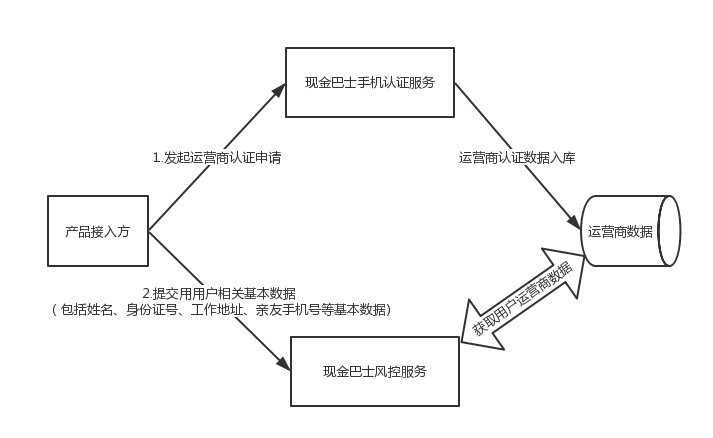 现金巴士手机认证服务
1.发起运营商认证申请
运营商认证数据入库
产品接入方
运营商数据
获取用户运营商数据
2.提交用用户相关基本数据
（包括姓名、身份证号、工作地址、亲友手机号等基本数据)
现金巴士风控服务